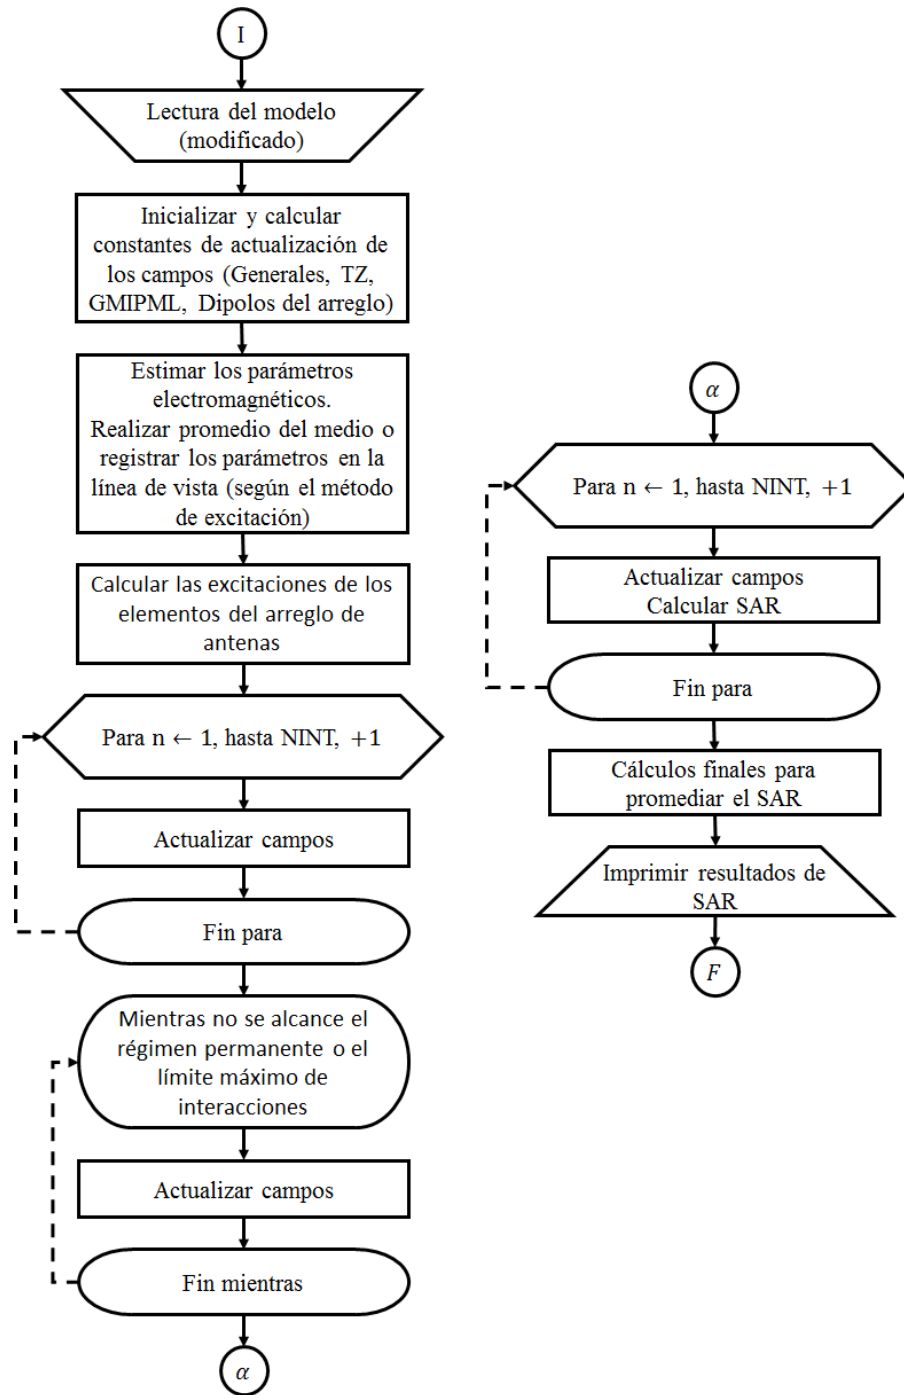 I
Lectura del modelo
(modificado)
Inicializar y calcular
constantes de actualización de
los campos (Generales, TZ,
GMIPML, Dipolos del arreglo)
Estimar los parámetros
electromagnéticos.
Realizar promedio del medio o
registrar los parámetros en la
línea de vista (según el método
de excitación)
Calcular las excitaciones de los
elementos del arreglo de
antenas
Para n ← 1, hasta NINT, +1
Actualizar campos
Fin para
Mientras no se alcance el
régimen permanente o el
límite máximo de
interacciones
Actualizar campos
Fin mientras
α
α
Para n ← 1, hasta NINT, +1
Actualizar campos
Calcular SAR
Fin para
Cálculos finales para
promediar el SAR
Imprimir resultados de
SAR
F